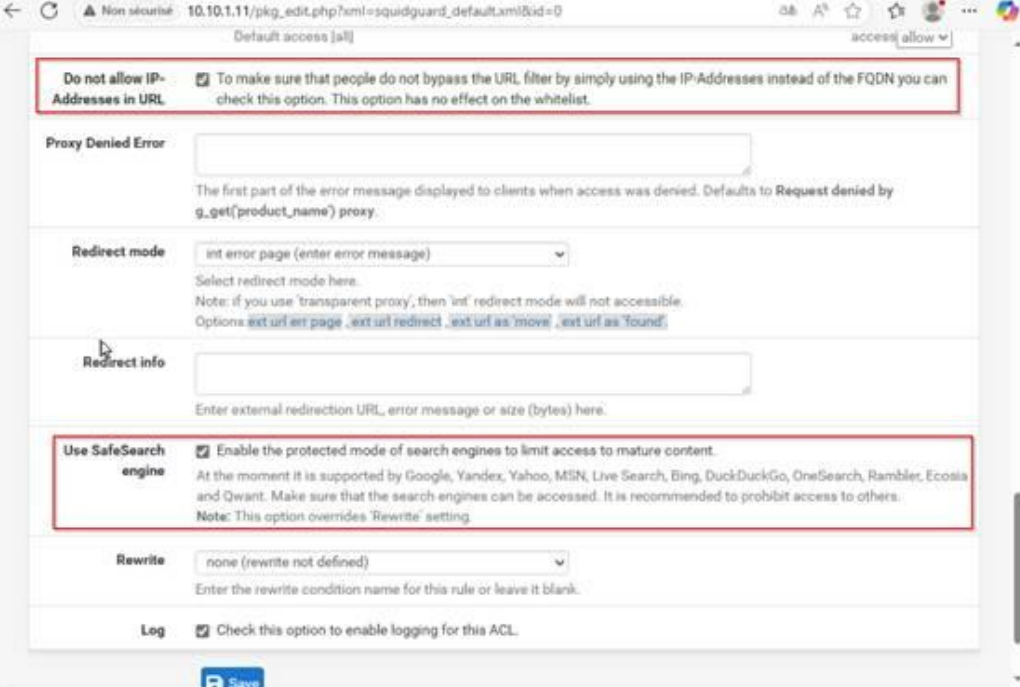 Non sécurisé 10.10.1.11/pkg_edit.php?xml=squidguard_default.xml&id=0
Default access [all]
access allow
Do not allow IP-
Addresses in URL
To make sure that people do not bypass the URL filter by simply using the IP-Addresses instead of the FQDN you can
check this option. This option has no effect on the whitelist.
Proxy Denied Error
The first part of the error message displayed to clients when access was denied. Defaults to Request denied by
g_get('product_name') proxy.
Redirect mode
int error page (enter error message)
Select redirect mode here.
Note: if you use 'transparent proxy', then 'int' redirect mode will not accessible.
Options:ext url err page , ext url redirect , ext url as 'move' , ext url as 'found'.
Redirect info
Enter external redirection URL, error message or size (bytes) here.
Use SafeSearch
engine
Enable the protected mode of search engines to limit access to mature content.
At the moment it is supported by Google, Yandex, Yahoo, MSN, Live Search, Bing, DuckDuckGo, OneSearch, Rambler, Ecosia
and Qwant. Make sure that the search engines can be accessed. It is recommended to prohibit access to others.
Note: This option overrides 'Rewrite' setting.
Rewrite
none (rewrite not defined)
Enter the rewrite condition name for this rule or leave it blank.
Log
Check this option to enable logging for this ACL.
Save